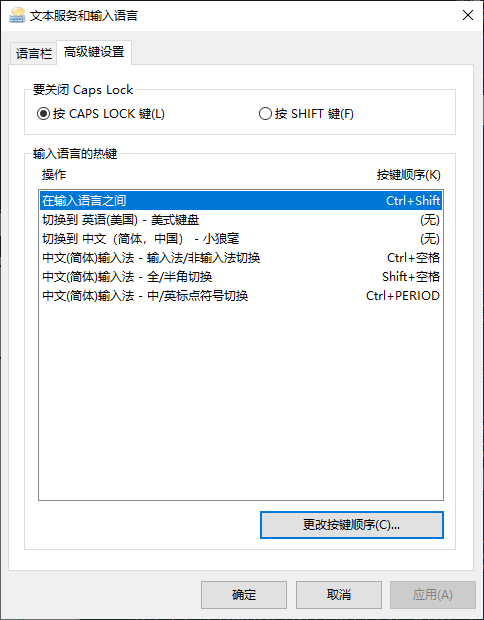 文本服务和输入语言
语言栏 高级键设置
要关闭 Caps Lock
按 CAPS LOCK 键(L) 按 SHIFT 键(F)
输入语言的热键
操作 按键顺序(K)
在输入语言之间 Ctrl+Shift
切换到 英语(美国) - 美式键盘 (无)
切换到 中文（简体，中国） - 小狼毫 (无)
中文(简体)输入法 - 输入法/非输入法切换 Ctrl+空格
中文(简体)输入法 - 全/半角切换 Shift+空格
中文(简体)输入法 - 中/英标点符号切换 Ctrl+PERIOD
更改按键顺序(C)...
确定 取消 应用(A)